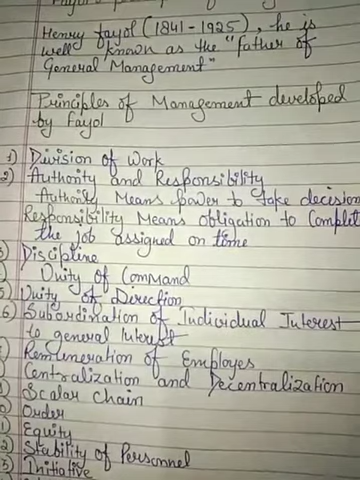 Henry fayol (1841-1925), he is
well known as the "father of
General Management"
Principles of Management developed
by Fayol
1) Division of Work
2) Authority and Responsibility
Authority Means power to take decision
Responsibility Means obligation to Complet
the job assigned on time
Discipline
Unity of Command
5) Unity of Direction
6) Subordination of Individual Interest
to general Interest
Remuneration of Employes
Centralization and Decentralization
Scalar Chain
Order
Equity
Stability of Personnel
Initiative